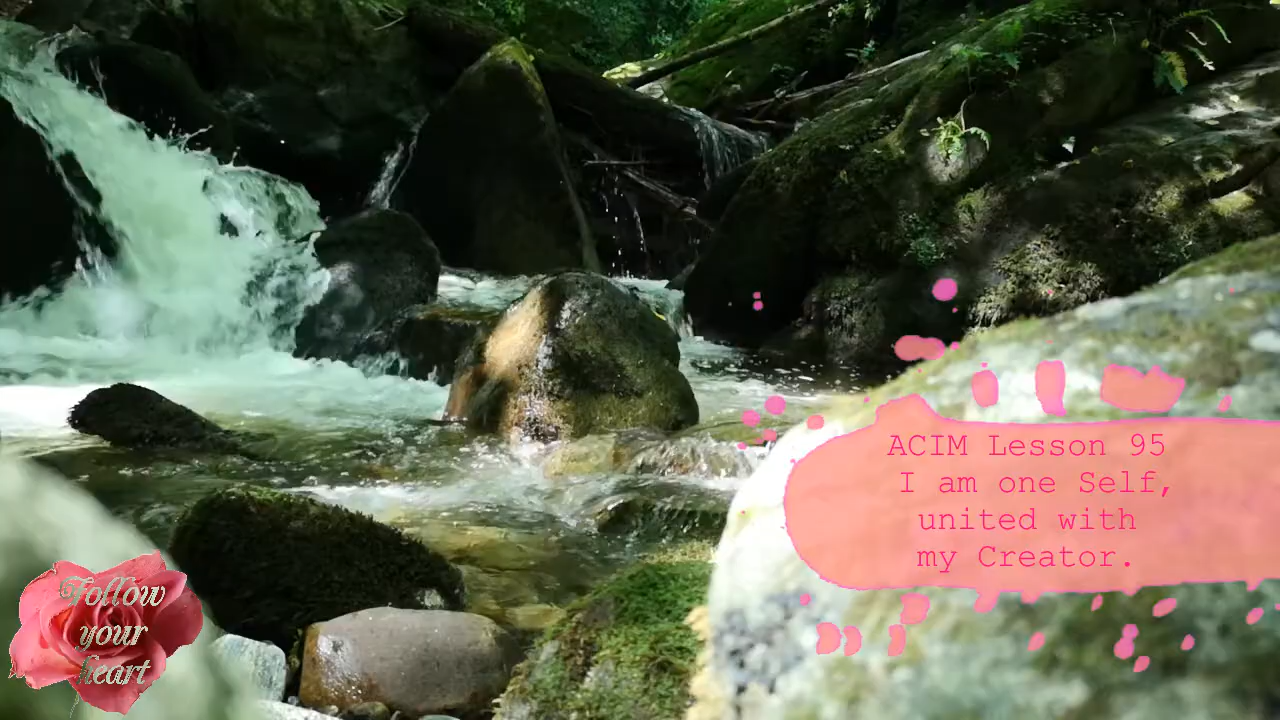 ACIM Lesson 95
I am one Self,
united with
my Creator.
Follow
your
heart